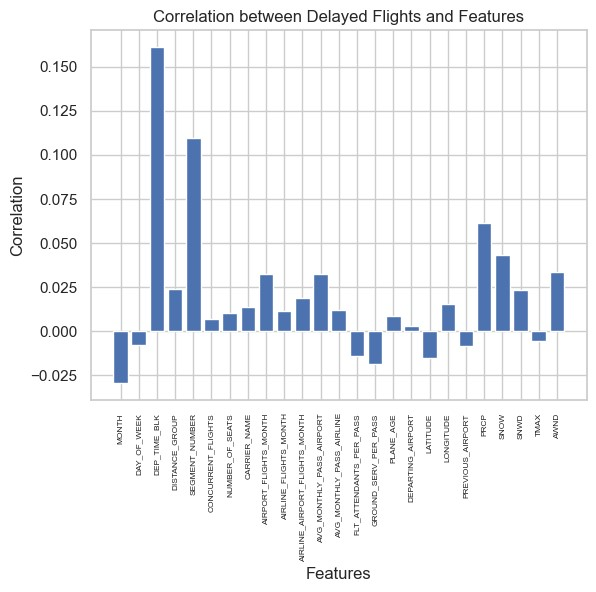 Correlation between Delayed Flights and Features
0.150
0.125
0.100
0.075
0.050
0.025
0.000
−0.025
Correlation
MONTH
DAY_OF_WEEK
DEP_TIME_BLK
DISTANCE_GROUP
SEGMENT_NUMBER
CONCURRENT_FLIGHTS
NUMBER_OF_SEATS
CARRIER_NAME
AIRPORT_FLIGHTS_MONTH
AIRLINE_FLIGHTS_MONTH
AIRLINE_AIRPORT_FLIGHTS_MONTH
AVG_MONTHLY_PASS_AIRPORT
AVG_MONTHLY_PASS_AIRLINE
FLT_ATTENDANTS_PER_PASS
GROUND_SERV_PER_PASS
PLANE_AGE
DEPARTING_AIRPORT
LATITUDE
LONGITUDE
PREVIOUS_AIRPORT
PRCP
SNOW
SNWD
TMAX
AWND
Features